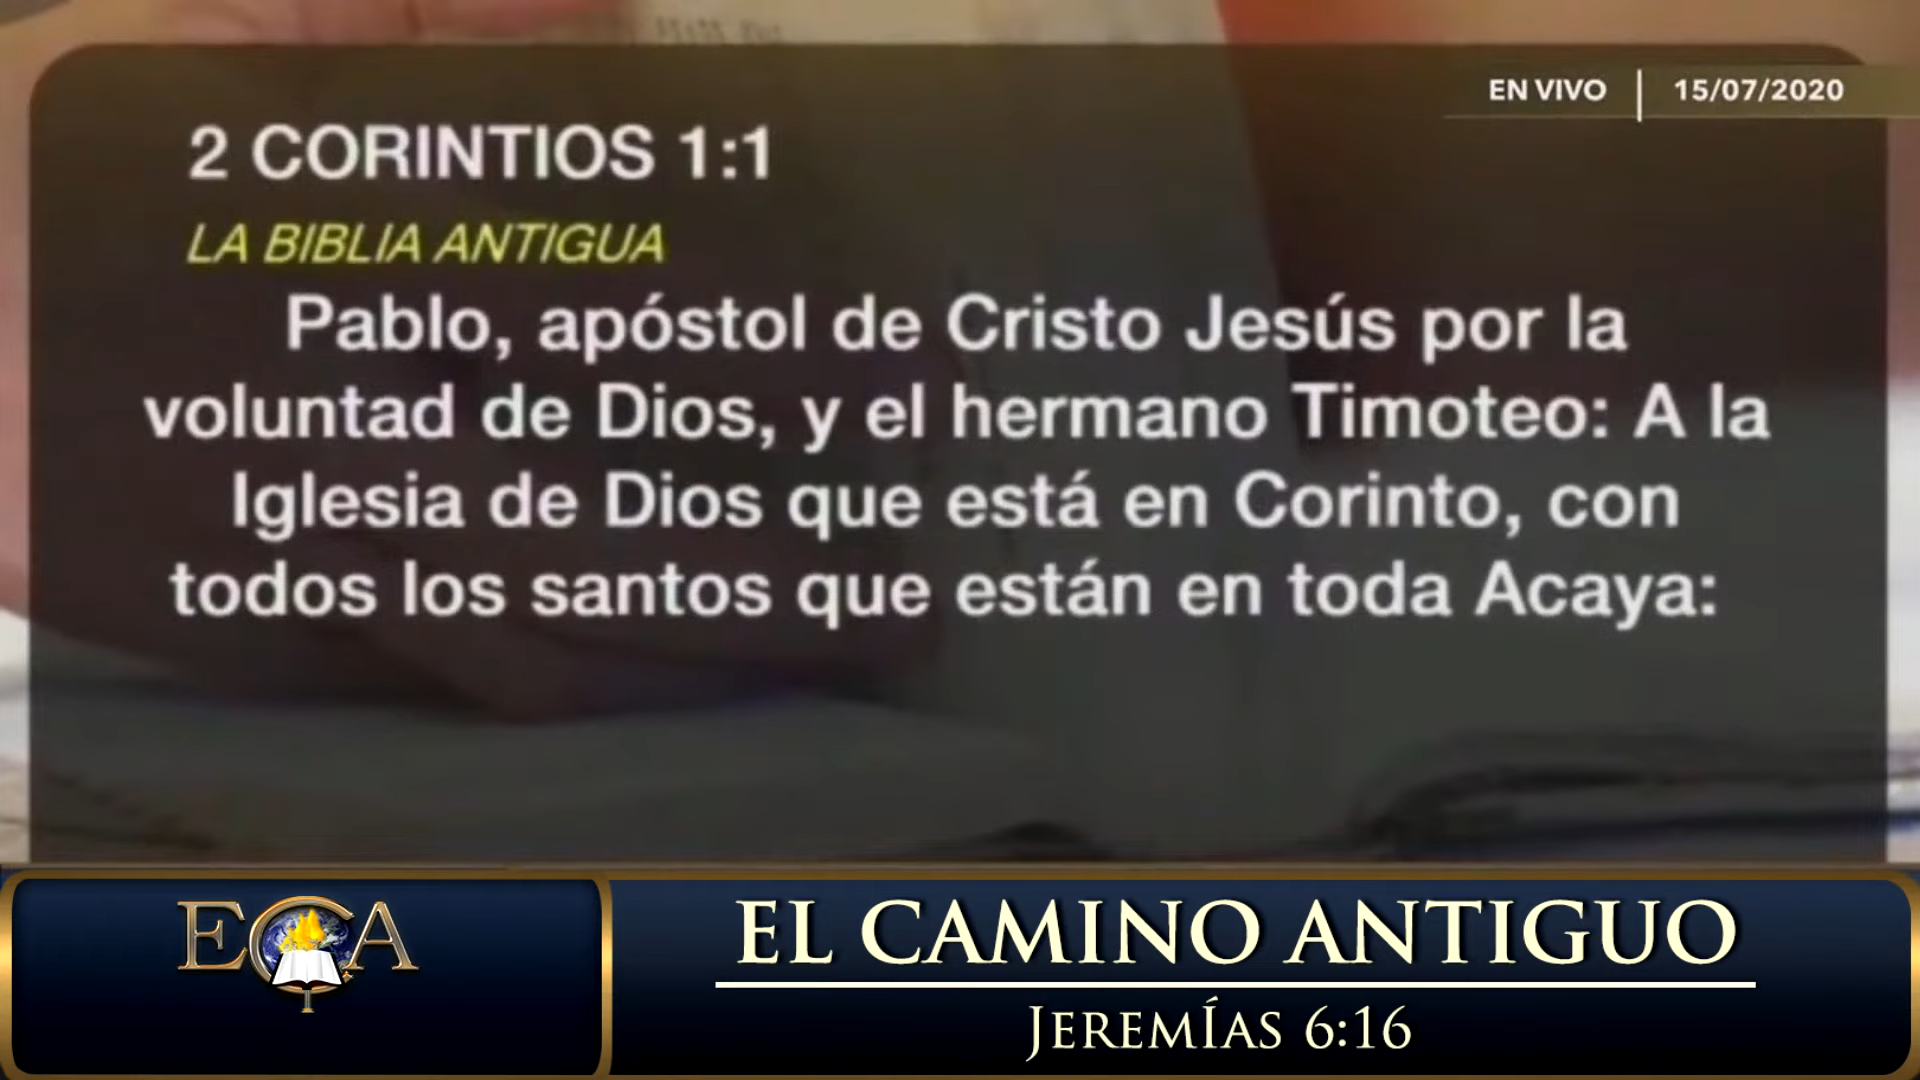 EN VIVO | 15/07/2020
2 CORINTIOS 1:1
LA BIBLIA ANTIGUA
Pablo, apóstol de Cristo Jesús por la
voluntad de Dios, y el hermano Timoteo: A la
Iglesia de Dios que está en Corinto, con
todos los santos que están en toda Acaya:
ECA
EL CAMINO ANTIGUO
JEREMÍAS 6:16